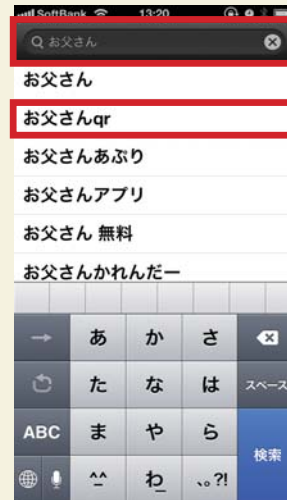 SoftBank 13:20
お父さん
お父さん
お父さんqr
お父さんあぷり
お父さんアプリ
お父さん 無料
お父さんかれんだー
→ あ か さ
た な は スペース
ABC ま や ら
^^ わ 、。?!
検索